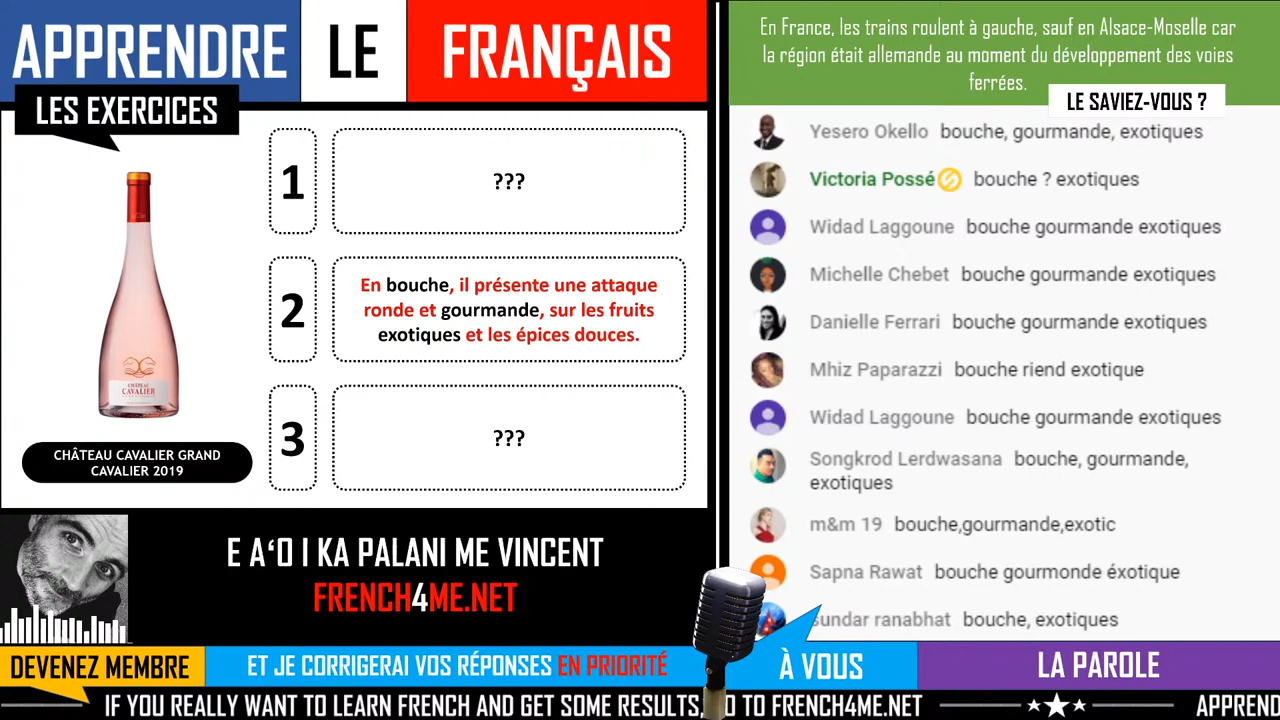 APPRENDRE LE FRANÇAIS
LES EXERCICES
CHÂTEAU
CAVALIER
CHÂTEAU CAVALIER GRAND
CAVALIER 2019
1
???
2
En bouche, il présente une attaque
ronde et gourmande, sur les fruits
exotiques et les épices douces.
3
???
E AʻO I KA PALANI ME VINCENT
FRENCH4ME.NET
En France, les trains roulent à gauche, sauf en Alsace-Moselle car
la région était allemande au moment du développement des voies
ferrées.
LE SAVIEZ-VOUS ?
Yesero Okello bouche, gourmande, exotiques
Victoria Possé bouche ? exotiques
Widad Laggoune bouche gourmande exotiques
Michelle Chebet bouche gourmande exotiques
Danielle Ferrari bouche gourmande exotiques
Mhiz Paparazzi bouche riend exotique
Widad Laggoune bouche gourmande exotiques
Songkrod Lerdwasana bouche, gourmande,
exotiques
m&m 19 bouche,gourmande,exotic
Sapna Rawat bouche gourmonde éxotique
sundar ranabhat bouche, exotiques
DEVENEZ MEMBRE
ET JE CORRIGERAI VOS RÉPONSES EN PRIORITÉ
À VOUS
LA PAROLE
IF YOU REALLY WANT TO LEARN FRENCH AND GET SOME RESULTS, GO TO FRENCH4ME.NET
APPREND